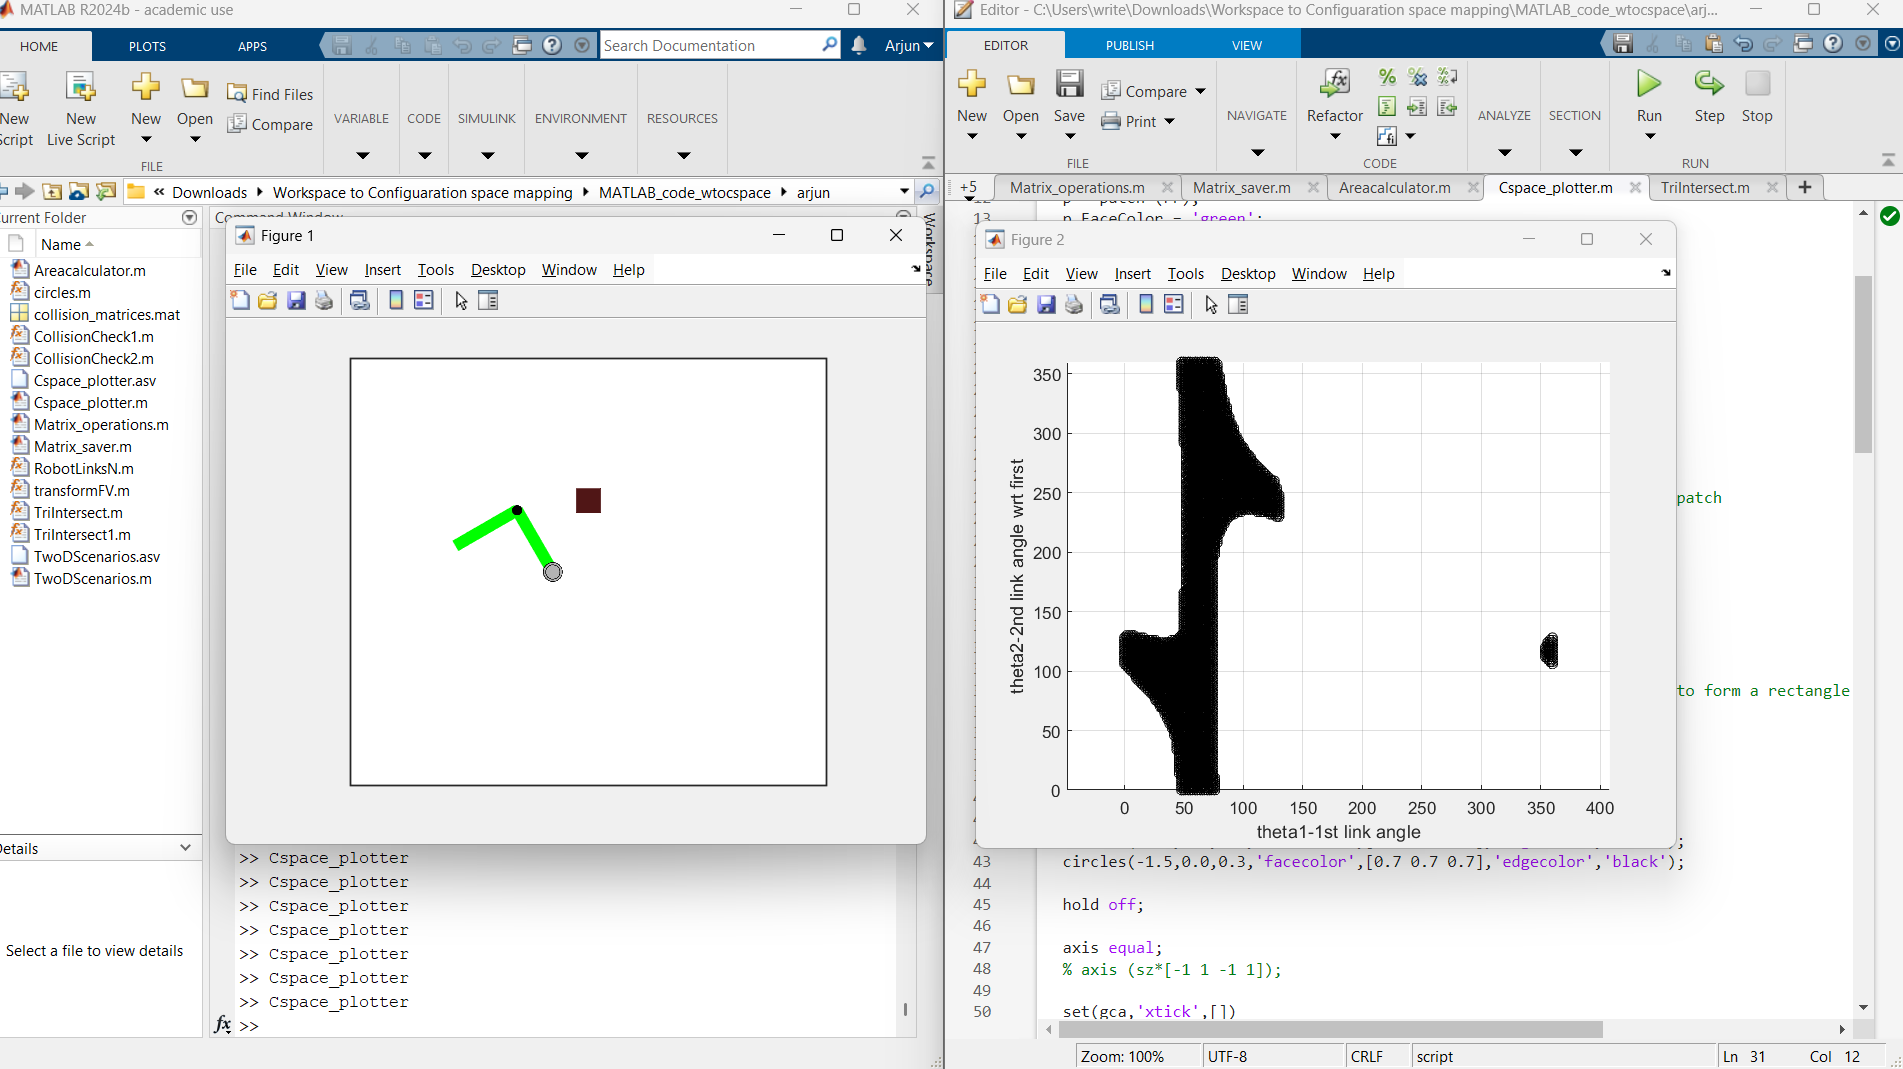 MATLAB R2024b - academic use
HOME PLOTS APPS
Search Documentation
Arjun
New Script
New Live Script
New
Open
Find Files
Compare
FILE
VARIABLE
CODE
SIMULINK
ENVIRONMENT
RESOURCES
« Downloads Workspace to Configuaration space mapping MATLAB_code_wtocspace arjun
Current Folder
Name
Areacalculator.m
circles.m
collision_matrices.mat
CollisionCheck1.m
CollisionCheck2.m
Cspace_plotter.asv
Cspace_plotter.m
Matrix_operations.m
Matrix_saver.m
RobotLinksN.m
transformFV.m
TriIntersect.m
TriIntersect1.m
TwoDScenarios.asv
TwoDScenarios.m
Details
Select a file to view details
Command Window
Workspace
Figure 1
File Edit View Insert Tools Desktop Window Help
>> Cspace_plotter
>> Cspace_plotter
>> Cspace_plotter
>> Cspace_plotter
>> Cspace_plotter
>> Cspace_plotter
>> Cspace_plotter
fx >>
Editor - C:\Users\write\Downloads\Workspace to Configuaration space mapping\MATLAB_code_wtocspace\arj...
EDITOR PUBLISH VIEW
New
Open
Save
Compare
Print
FILE
NAVIGATE
Refactor
CODE
ANALYZE
SECTION
Run
Step
Stop
RUN
+5 Matrix_operations.m Matrix_saver.m Areacalculator.m Cspace_plotter.m TriIntersect.m +
13 p.FaceColor = 'green';
Figure 2
File Edit View Insert Tools Desktop Window Help
350
300
250
200
150
100
50
0
theta2-2nd link angle wrt first
0 50 100 150 200 250 300 350 400
theta1-1st link angle
patch
to form a rectangle
43 circles(-1.5,0.0,0.3,'facecolor',[0.7 0.7 0.7],'edgecolor','black');
44
45 hold off;
46
47 axis equal;
48 % axis (sz*[-1 1 -1 1]);
49
50 set(gca,'xtick',[])
Zoom: 100% UTF-8 CRLF script Ln 31 Col 12